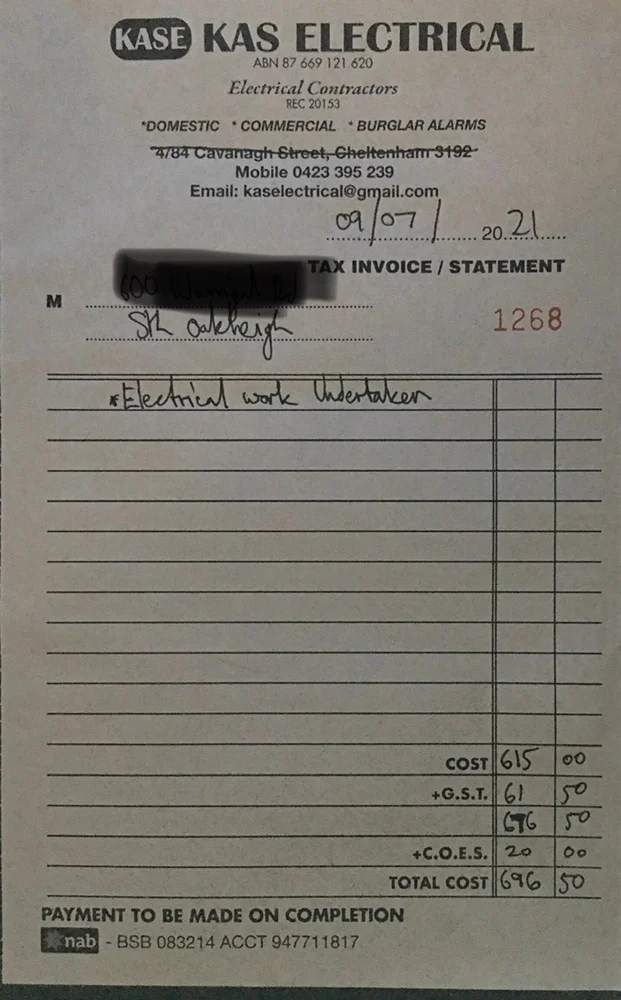 KASE KAS ELECTRICAL
ABN 87 669 121 620
Electrical Contractors
REC 20153
*DOMESTIC * COMMERCIAL * BURGLAR ALARMS
4/84 Cavanagh Street, Cheltenham 3192
Mobile 0423 395 239
Email: kaselectrical@gmail.com
09/07/ 2021
TAX INVOICE / STATEMENT
M
Sth Oakleigh
1268
*Electrical work Undertaken
COST 615 00
+G.S.T. 61 50
676 50
+C.O.E.S. 20 00
TOTAL COST 696 50
PAYMENT TO BE MADE ON COMPLETION
nab - BSB 083214 ACCT 947711817